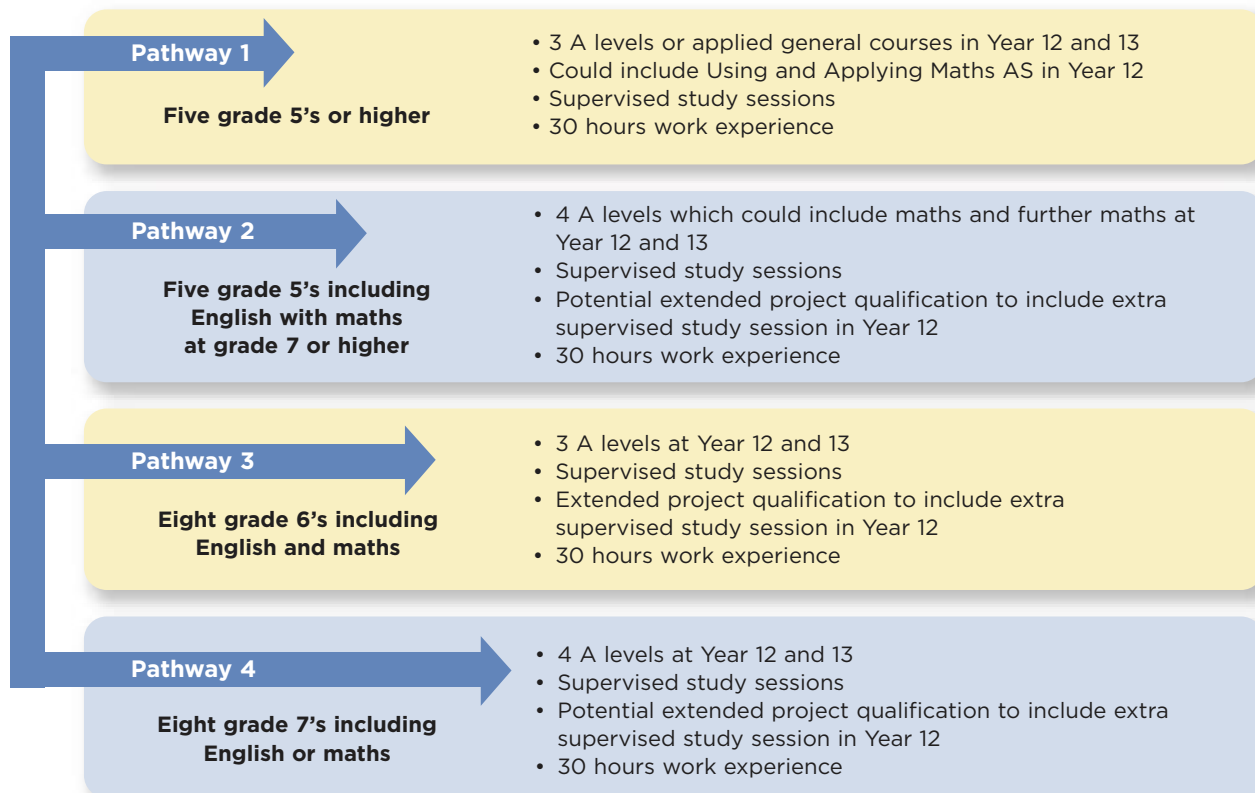 Pathway 1
Five grade 5’s or higher
• 3 A levels or applied general courses in Year 12 and 13
• Could include Using and Applying Maths AS in Year 12
• Supervised study sessions
• 30 hours work experience
Pathway 2
Five grade 5’s including
English with maths
at grade 7 or higher
• 4 A levels which could include maths and further maths at
Year 12 and 13
• Supervised study sessions
• Potential extended project qualification to include extra
supervised study session in Year 12
• 30 hours work experience
Pathway 3
Eight grade 6’s including
English and maths
• 3 A levels at Year 12 and 13
• Supervised study sessions
• Extended project qualification to include extra
supervised study session in Year 12
• 30 hours work experience
Pathway 4
Eight grade 7’s including
English or maths
• 4 A levels at Year 12 and 13
• Supervised study sessions
• Potential extended project qualification to include extra
supervised study session in Year 12
• 30 hours work experience